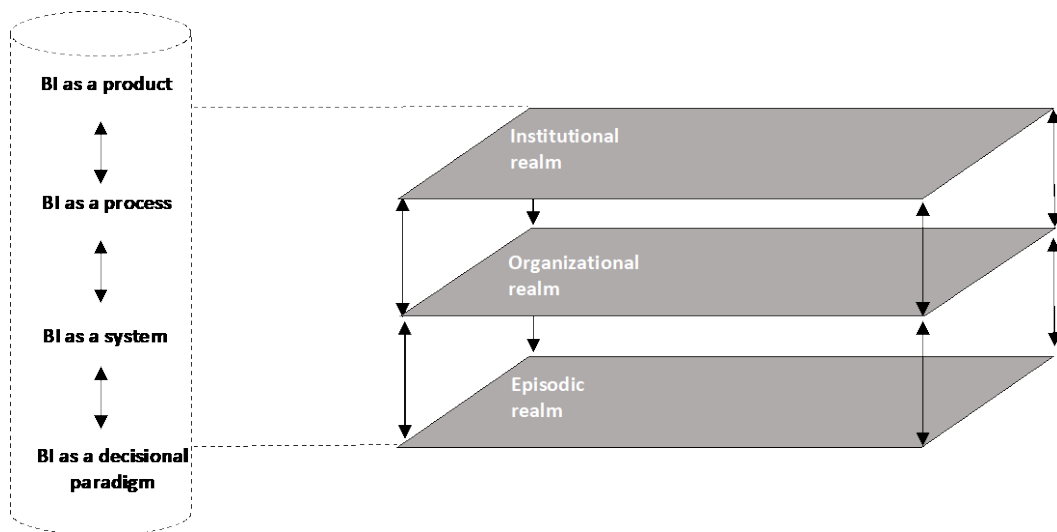 BI as a product
BI as a process
BI as a system
BI as a decisional
paradigm
Institutional
realm
Organizational
realm
Episodic
realm